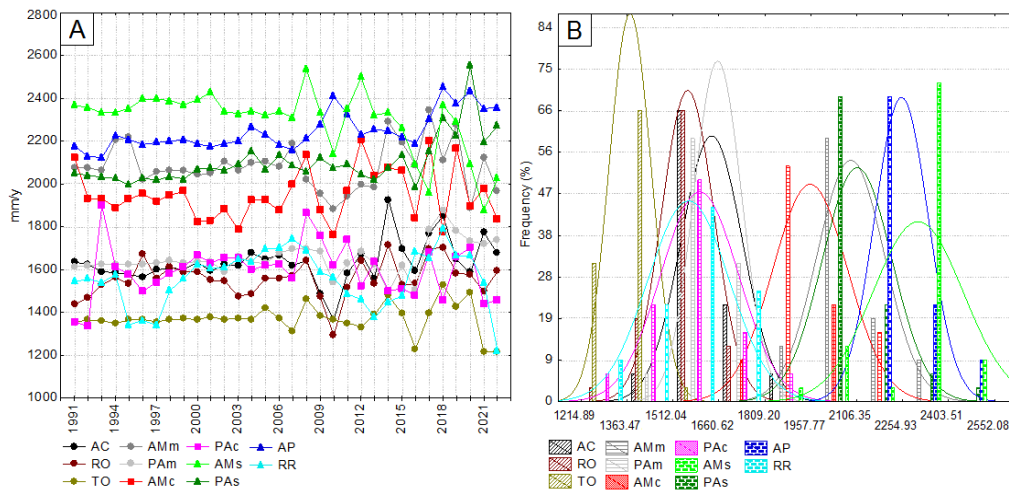 A
mm/y
2800
2600
2400
2200
2000
1800
1600
1400
1200
1000
1991 1994 1997 2000 2003 2006 2009 2012 2015 2018 2021
AC AMm PAc AP
RO PAm AMs RR
TO AMc PAs
B
Frequency (%)
84
75
66
56
47
38
28
19
9
0
1214.89 1512.04 1809.20 2106.35 2403.51
1363.47 1660.62 1957.77 2254.93 2552.08
AC AMm PAc AP
RO PAm AMs RR
TO AMc PAs